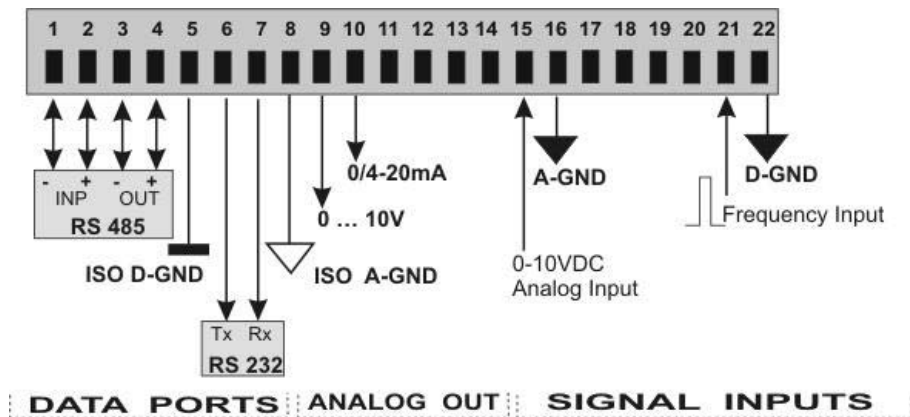 1 2 3 4 5 6 7 8 9 10 11 12 13 14 15 16 17 18 19 20 21 22
- + - +
INP OUT
RS 485
0/4-20mA
0 ... 10V
A-GND
D-GND
Frequency Input
ISO D-GND
ISO A-GND
0-10VDC
Analog Input
Tx Rx
RS 232
DATA PORTS
ANALOG OUT
SIGNAL INPUTS